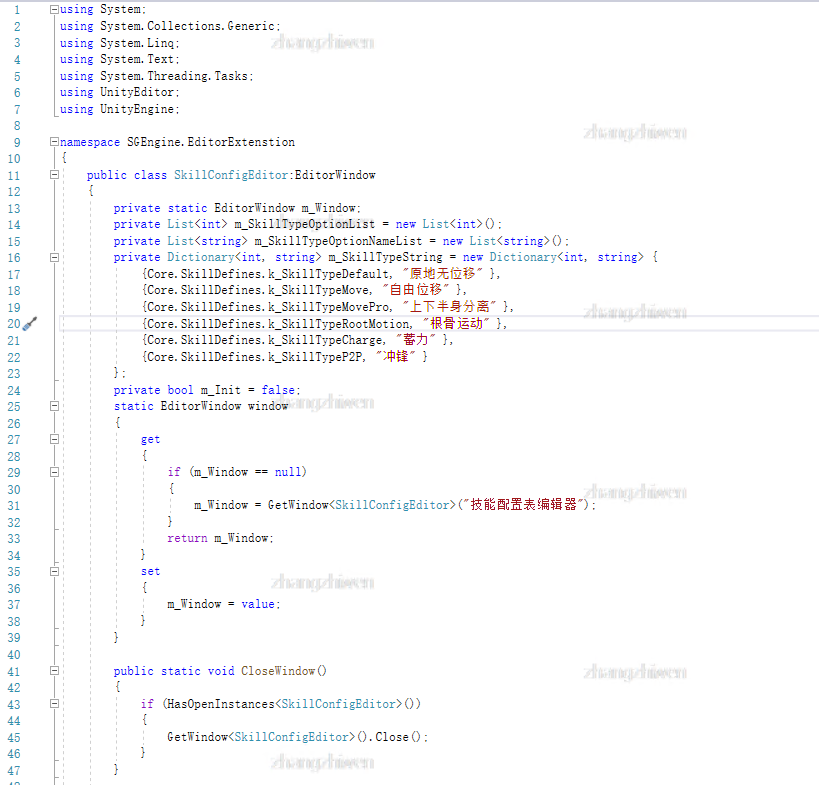 1 using System;
2 using System.Collections.Generic;
3 using System.Linq;
4 using System.Text;
5 using System.Threading.Tasks;
6 using UnityEditor;
7 using UnityEngine;
8
9 namespace SGEngine.EditorExtenstion
10 {
11 public class SkillConfigEditor:EditorWindow
12 {
13 private static EditorWindow m_Window;
14 private List<int> m_SkillTypeOptionList = new List<int>();
15 private List<string> m_SkillTypeOptionNameList = new List<string>();
16 private Dictionary<int, string> m_SkillTypeString = new Dictionary<int, string> {
17 {Core.SkillDefines.k_SkillTypeDefault, "原地无位移" },
18 {Core.SkillDefines.k_SkillTypeMove, "自由位移" },
19 {Core.SkillDefines.k_SkillTypeMovePro, "上下半身分离" },
20 {Core.SkillDefines.k_SkillTypeRootMotion, "根骨运动" },
21 {Core.SkillDefines.k_SkillTypeCharge, "蓄力" },
22 {Core.SkillDefines.k_SkillTypeP2P, "冲锋" }
23 };
24 private bool m_Init = false;
25 static EditorWindow window
26 {
27 get
28 {
29 if (m_Window == null)
30 {
31 m_Window = GetWindow<SkillConfigEditor>("技能配置表编辑器");
32 }
33 return m_Window;
34 }
35 set
36 {
37 m_Window = value;
38 }
39 }
40
41 public static void CloseWindow()
42 {
43 if (HasOpenInstances<SkillConfigEditor>())
44 {
45 GetWindow<SkillConfigEditor>().Close();
46 }
47 }
zhangzhiwen
zhangzhiwen
zhangzhiwen
zhangzhiwen
zhangzhiwen
zhangzhiwen
zhangzhiwen
zhangzhiwen
zhangzhiwen